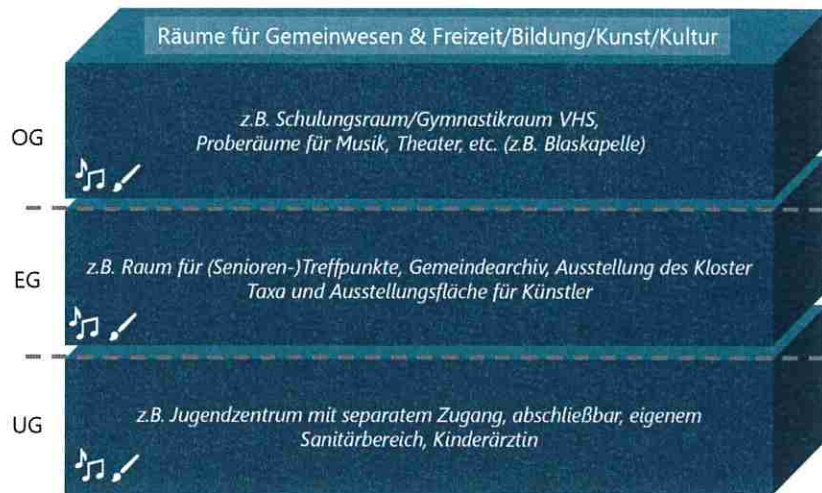 Räume für Gemeinwesen & Freizeit/Bildung/Kunst/Kultur
OG
z.B. Schulungsraum/Gymnastikraum VHS,
Proberäume für Musik, Theater, etc. (z.B. Blaskapelle)
EG
z.B. Raum für (Senioren-)Treffpunkte, Gemeindearchiv, Ausstellung des Kloster
Taxa und Ausstellungsfläche für Künstler
UG
z.B. Jugendzentrum mit separatem Zugang, abschließbar, eigenem
Sanitärbereich, Kinderärztin